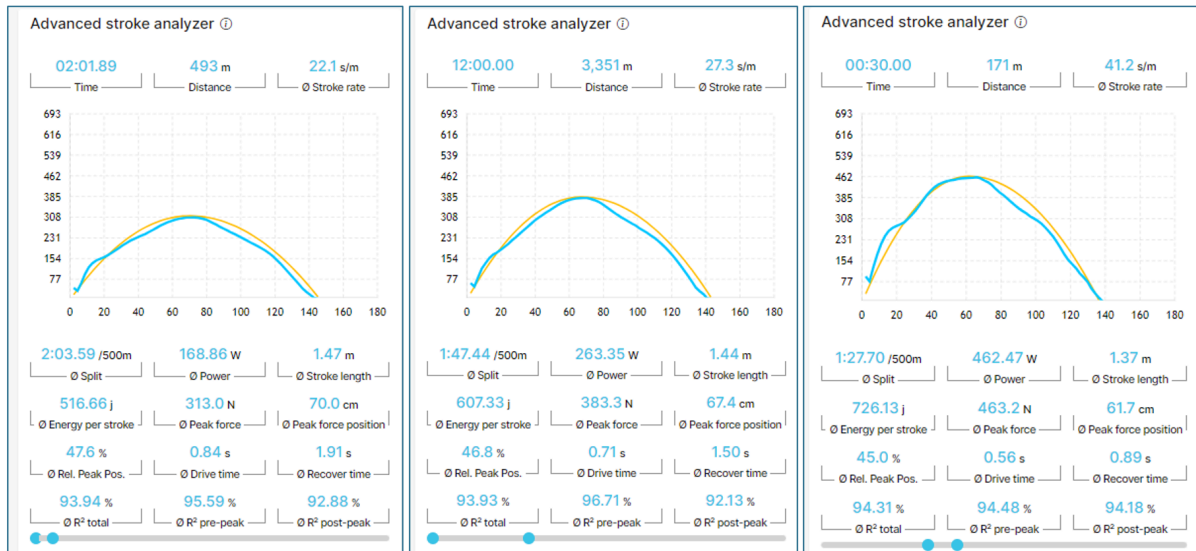 Advanced stroke analyzer ⓘ
02:01.89 493 m 22.1 s/m
Time Distance Ø Stroke rate
693
616
539
462
385
308
231
154
77
0 20 40 60 80 100 120 140 160 180
2:03.59 /500m 168.86 W 1.47 m
Ø Split Ø Power Ø Stroke length
516.66 j 313.0 N 70.0 cm
Ø Energy per stroke Ø Peak force Ø Peak force position
47.6 % 0.84 s 1.91 s
Ø Rel. Peak Pos. Ø Drive time Ø Recover time
93.94 % 95.59 % 92.88 %
Ø R² total Ø R² pre-peak Ø R² post-peak
Advanced stroke analyzer ⓘ
12:00.00 3,351 m 27.3 s/m
Time Distance Ø Stroke rate
693
616
539
462
385
308
231
154
77
0 20 40 60 80 100 120 140 160 180
1:47.44 /500m 263.35 W 1.44 m
Ø Split Ø Power Ø Stroke length
607.33 j 383.3 N 67.4 cm
Ø Energy per stroke Ø Peak force Ø Peak force position
46.8 % 0.71 s 1.50 s
Ø Rel. Peak Pos. Ø Drive time Ø Recover time
93.93 % 96.71 % 92.13 %
Ø R² total Ø R² pre-peak Ø R² post-peak
Advanced stroke analyzer ⓘ
00:30.00 171 m 41.2 s/m
Time Distance Ø Stroke rate
693
616
539
462
385
308
231
154
77
0 20 40 60 80 100 120 140 160 180
1:27.70 /500m 462.47 W 1.37 m
Ø Split Ø Power Ø Stroke length
726.13 j 463.2 N 61.7 cm
Ø Energy per stroke Ø Peak force Ø Peak force position
45.0 % 0.56 s 0.89 s
Ø Rel. Peak Pos. Ø Drive time Ø Recover time
94.31 % 94.48 % 94.18 %
Ø R² total Ø R² pre-peak Ø R² post-peak